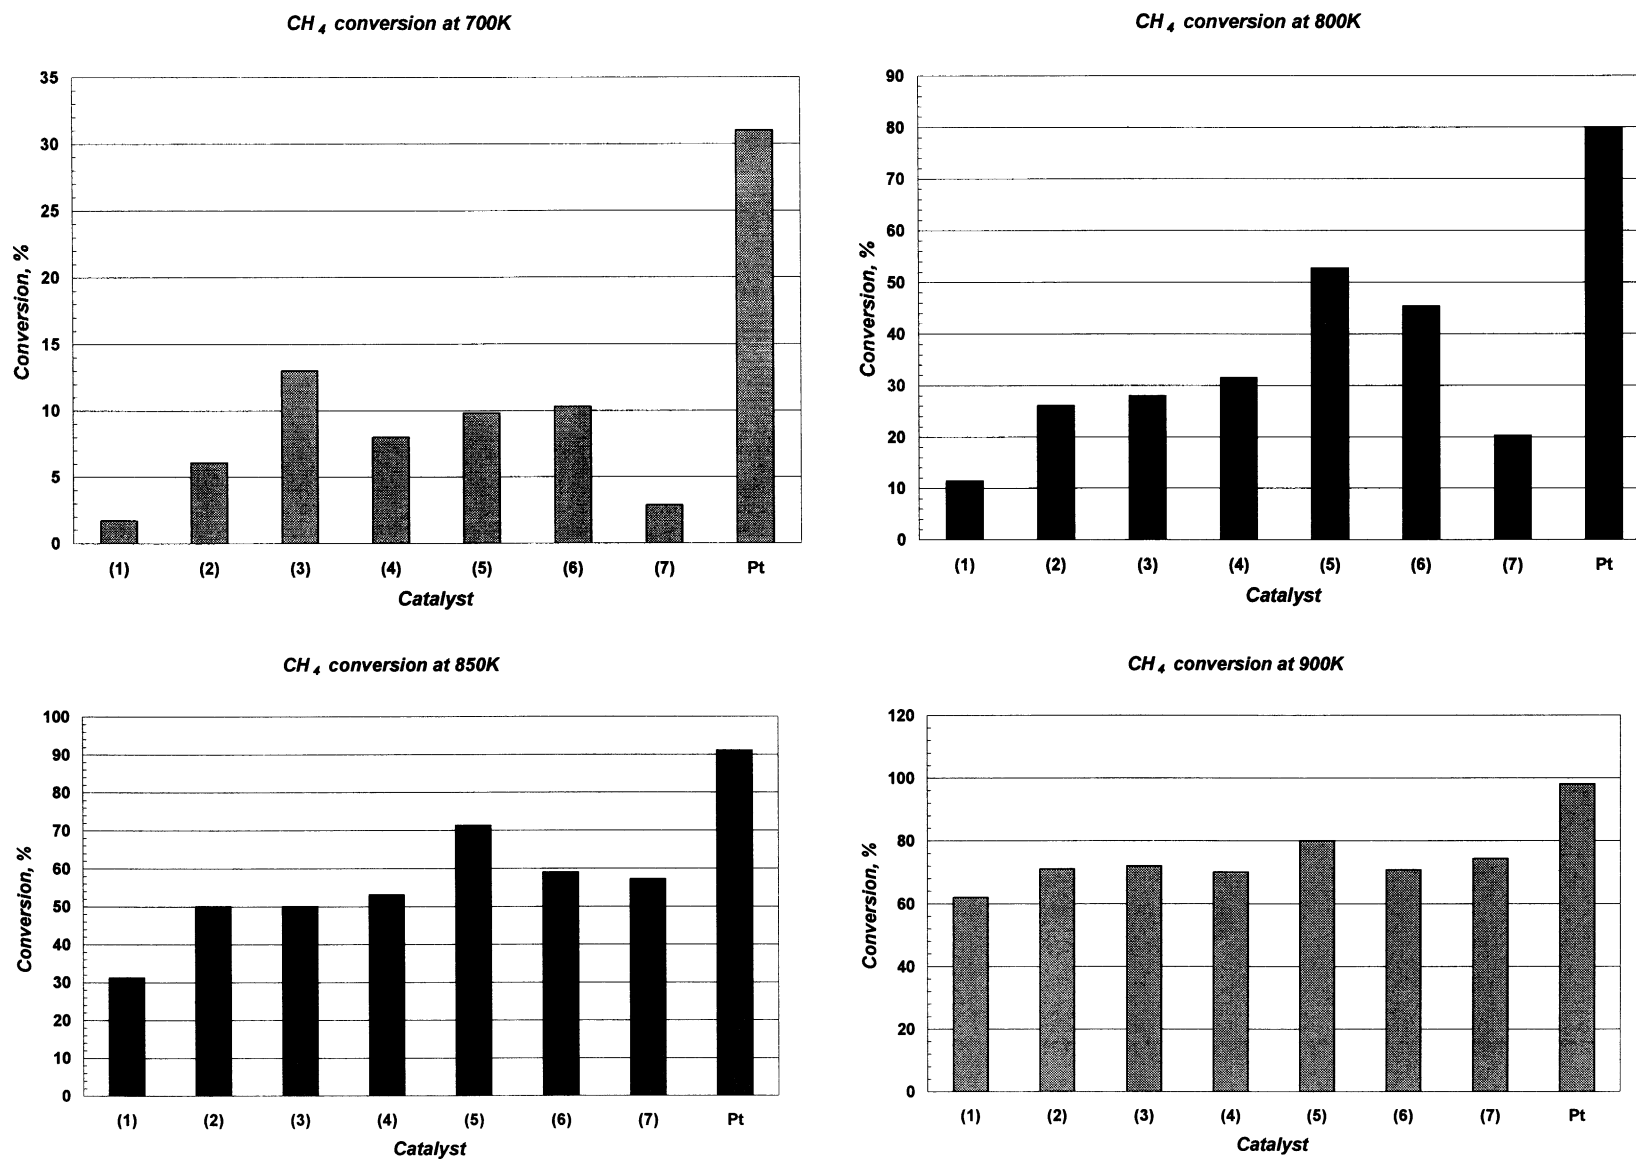 CH4 conversion at 700K
35
30
25
20
15
10
5
0
Conversion, %
(1) (2) (3) (4) (5) (6) (7) Pt
Catalyst
CH4 conversion at 800K
90
80
70
60
50
40
30
20
10
0
Conversion, %
(1) (2) (3) (4) (5) (6) (7) Pt
Catalyst
CH4 conversion at 850K
100
90
80
70
60
50
40
30
20
10
0
Conversion, %
(1) (2) (3) (4) (5) (6) (7) Pt
Catalyst
CH4 conversion at 900K
120
100
80
60
40
20
0
Conversion, %
(1) (2) (3) (4) (5) (6) (7) Pt
Catalyst